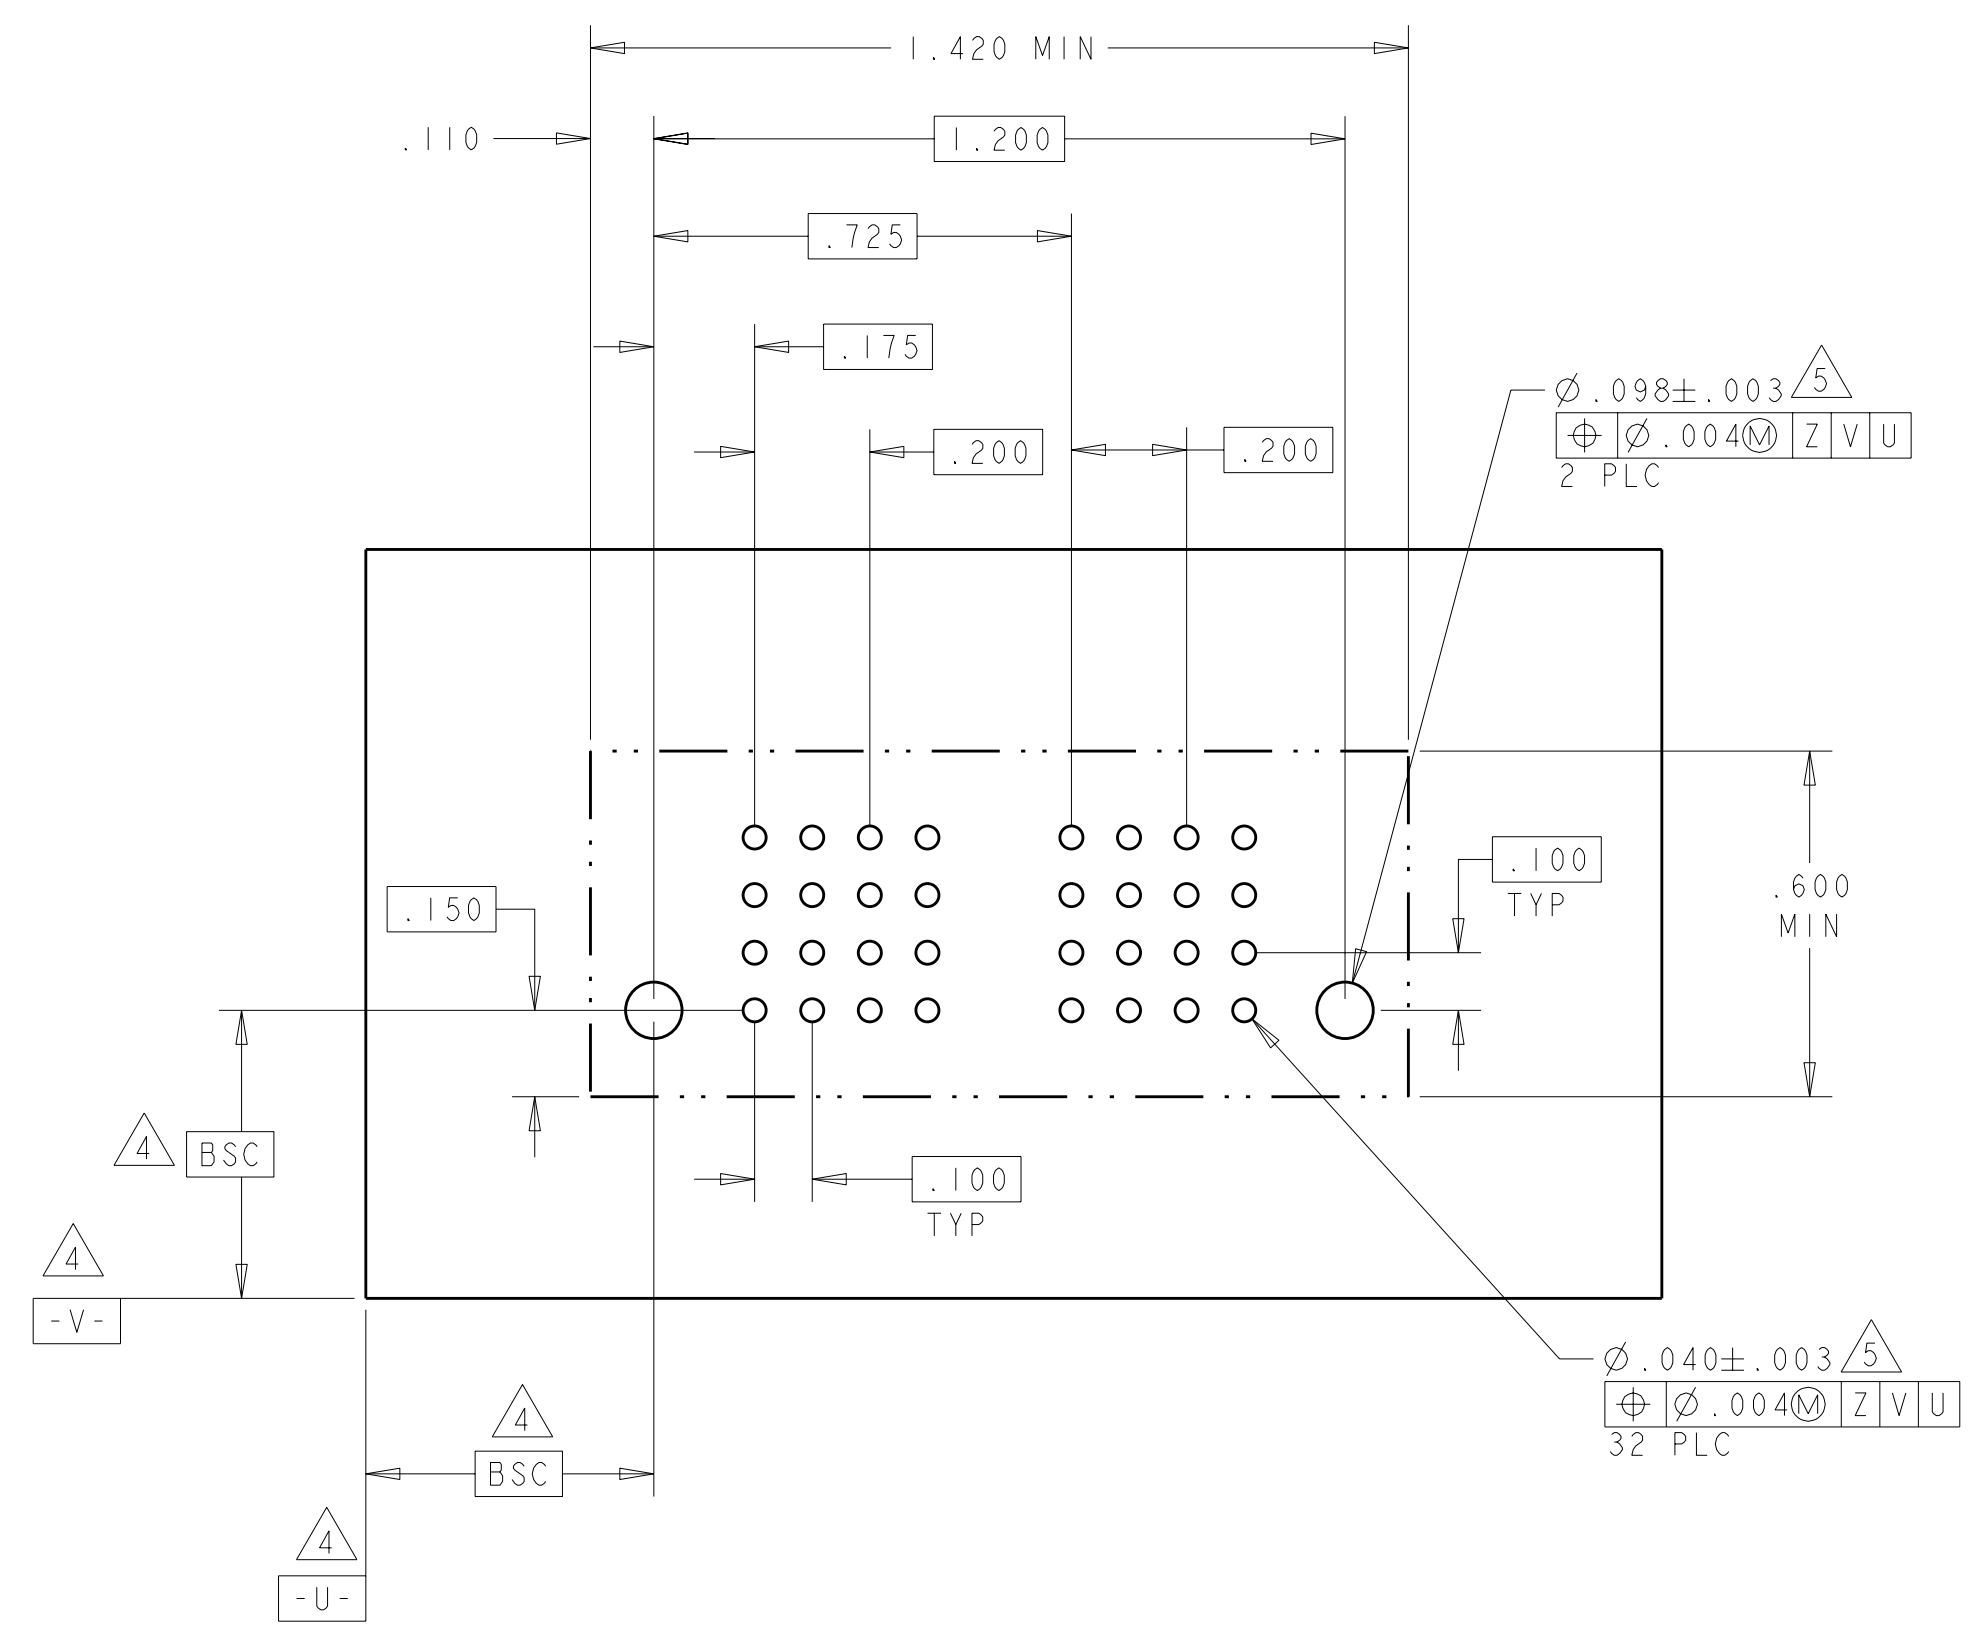 1.420 MIN
.110
1.200
.725
.175
.200
.200
Ø.098±.003 5
⌖ Ø.004Ⓜ Z V U
2 PLC
.100
TYP
.600
MIN
.150
4 BSC
.100
TYP
4
-V-
Ø.040±.003 5
⌖ Ø.004Ⓜ Z V U
32 PLC
4
BSC
4
-U-